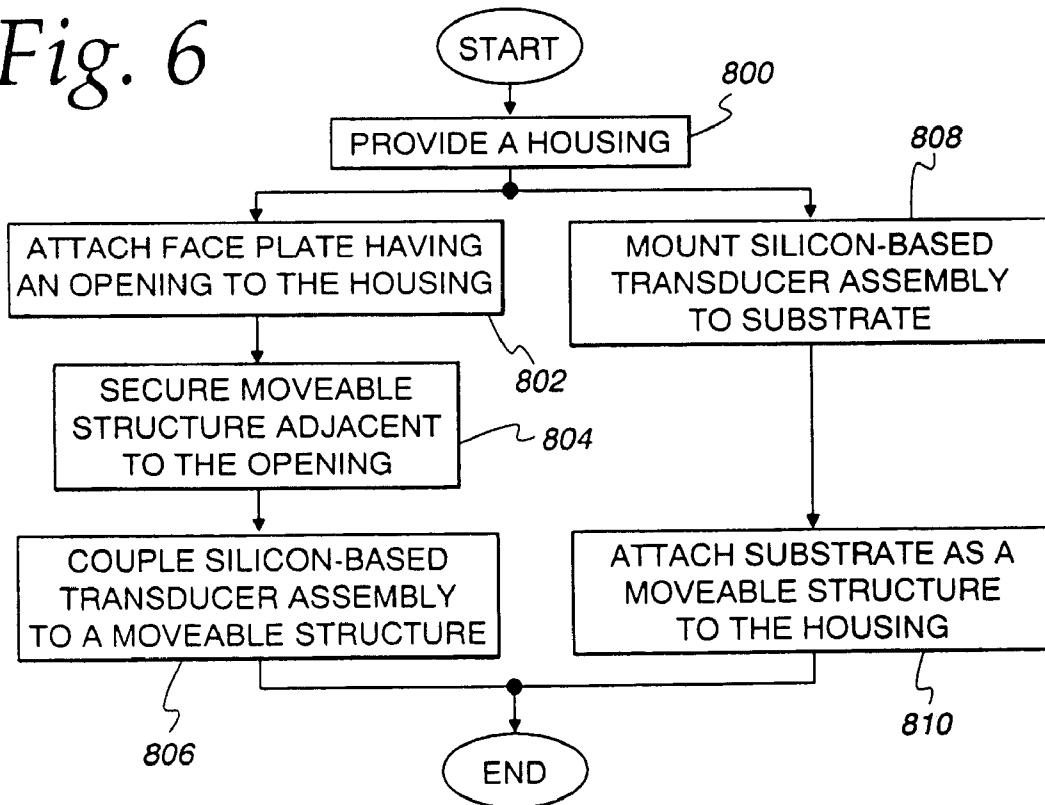 Fig. 6
START
800
PROVIDE A HOUSING
808
ATTACH FACE PLATE HAVING
AN OPENING TO THE HOUSING
802
MOUNT SILICON-BASED
TRANSDUCER ASSEMBLY
TO SUBSTRATE
SECURE MOVEABLE
STRUCTURE ADJACENT
TO THE OPENING
804
COUPLE SILICON-BASED
TRANSDUCER ASSEMBLY
TO A MOVEABLE STRUCTURE
806
ATTACH SUBSTRATE AS A
MOVEABLE STRUCTURE
TO THE HOUSING
810
END